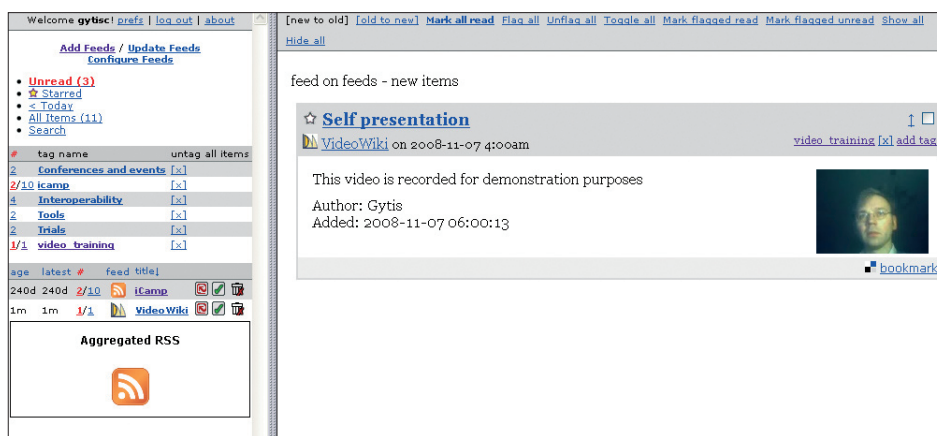 Welcome gytisc! prefs | log out | about
Add Feeds / Update Feeds
Configure Feeds
Unread (3)
Starred
< Today
All Items (11)
Search
# tag name untag all items
2 Conferences and events [x]
2/10 icamp [x]
4 Interoperability [x]
2 Tools [x]
2 Trials [x]
1/1 video_training [x]
age latest # feed title↓
240d 240d 2/10 iCamp
1m 1m 1/1 VideoWiki
Aggregated RSS
[new to old] [old to new] Mark all read Flag all Unflag all Toggle all Mark flagged read Mark flagged unread Show all
Hide all
feed on feeds - new items
Self presentation
VideoWiki on 2008-11-07 4:00am video_training [x] add tag
This video is recorded for demonstration purposes
Author: Gytis
Added: 2008-11-07 06:00:13
bookmark